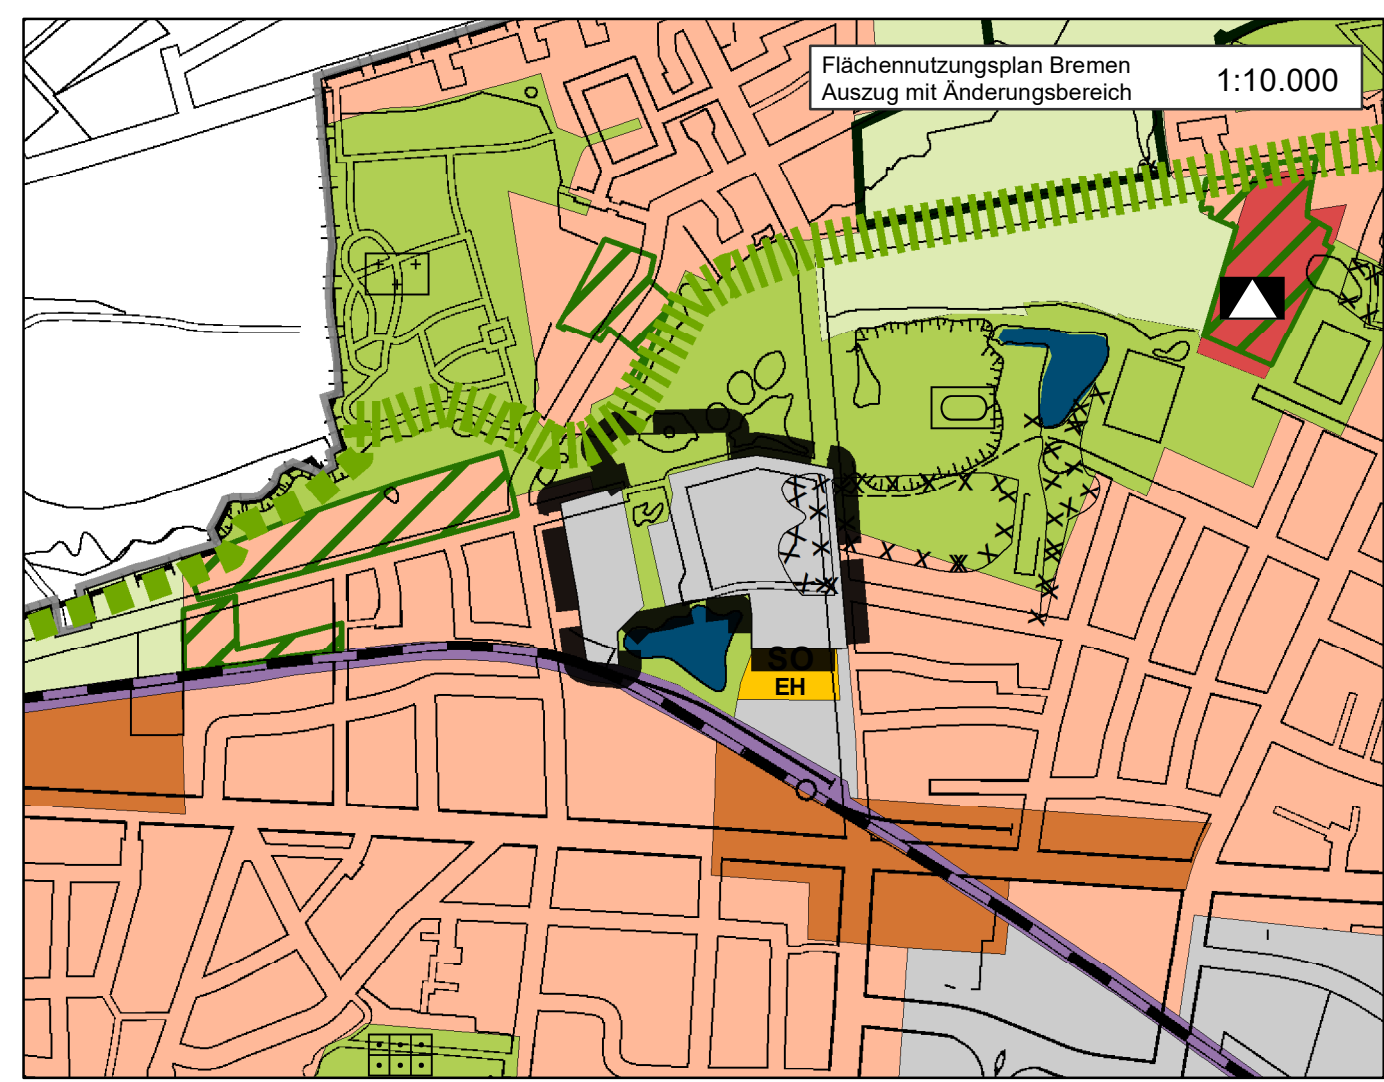 Flächennutzungsplan Bremen
Auszug mit Änderungsbereich
1:10.000
SO
EH